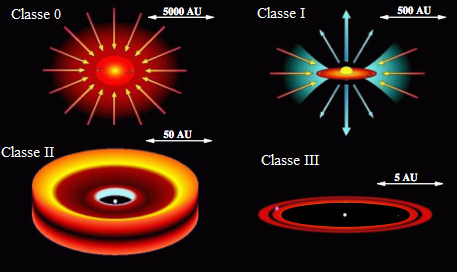 Classe 0
5000 AU
Classe I
500 AU
Classe II
50 AU
Classe III
5 AU